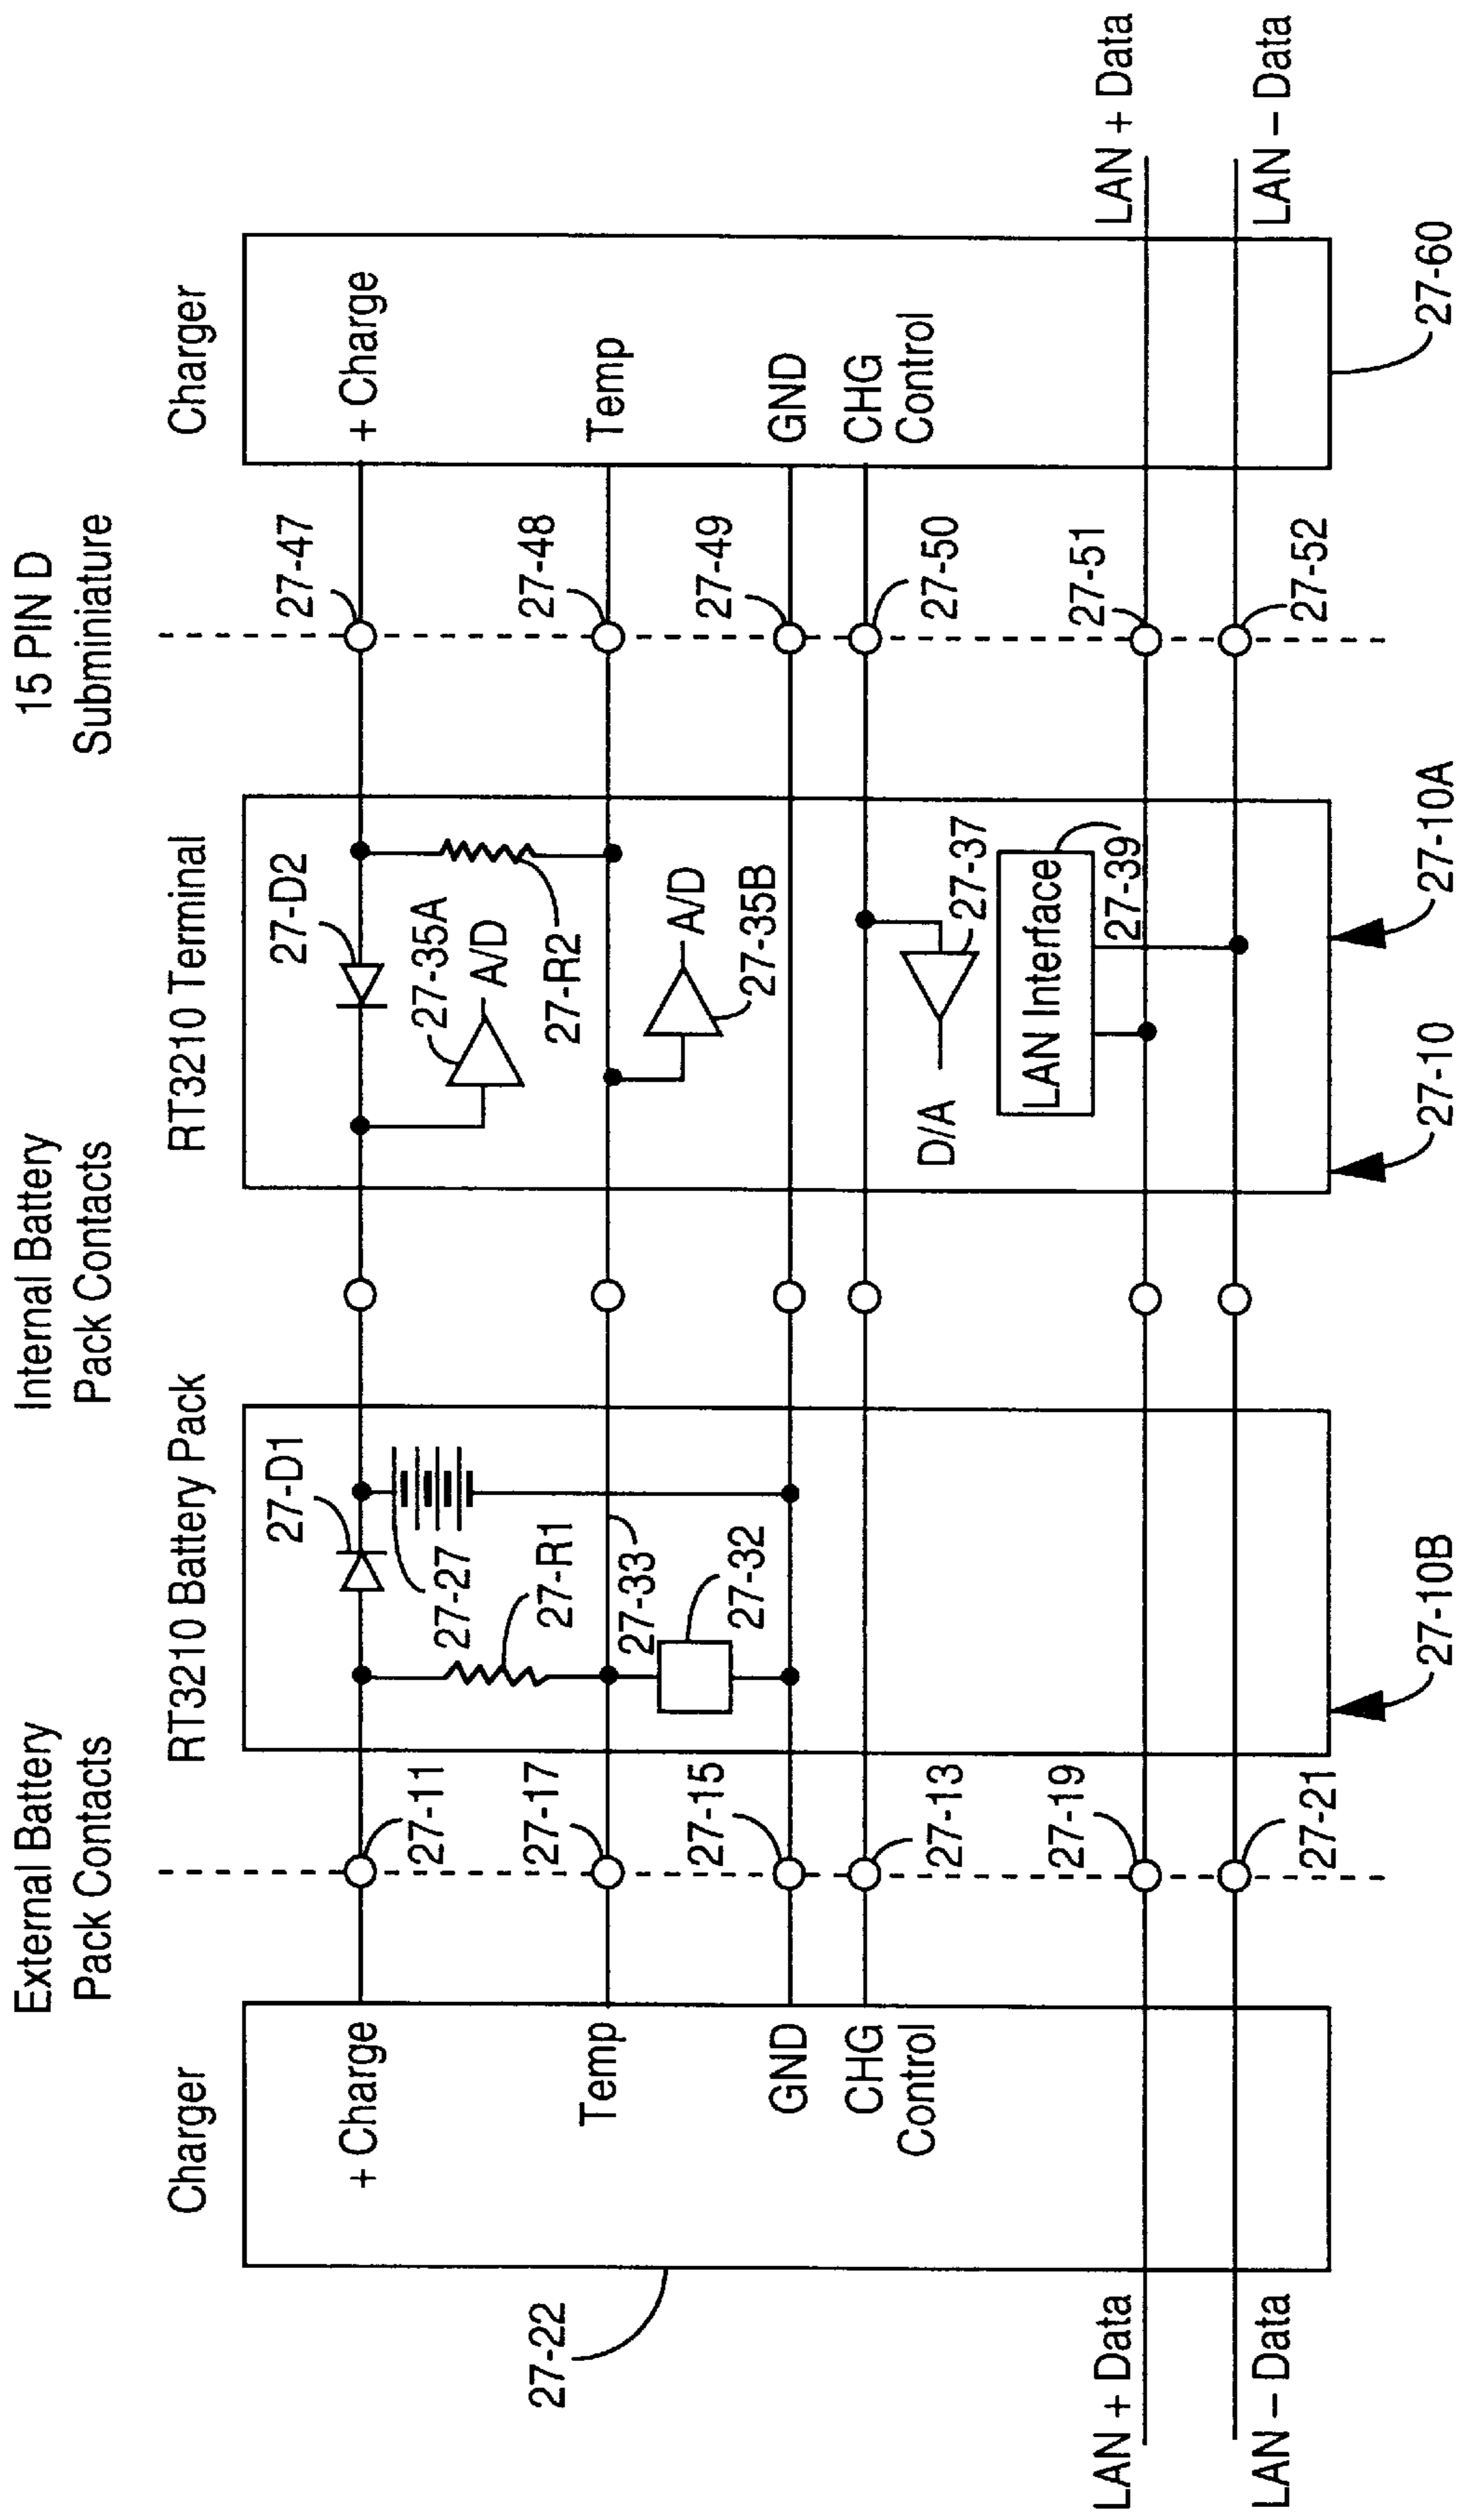 External Battery
Pack Contacts
Internal Battery
Pack Contacts
15 PIN D
Subminiature
Charger
RT3210 Battery Pack
RT3210 Terminal
Charger
27-22
+ Charge
Temp
GND
CHG
Control
LAN + Data
LAN – Data
27-11
27-17
27-15
27-13
27-19
27-21
27-D1
27-27
27-R1
27-33
27-32
27-10B
27-D2
27-35A
A/D
27-R2
A/D
27-35B
27-37
D/A
LAN Interface
27-39
27-10
27-10A
27-47
27-48
27-49
27-50
27-51
27-52
+ Charge
Temp
GND
CHG
Control
27-60
LAN + Data
LAN – Data